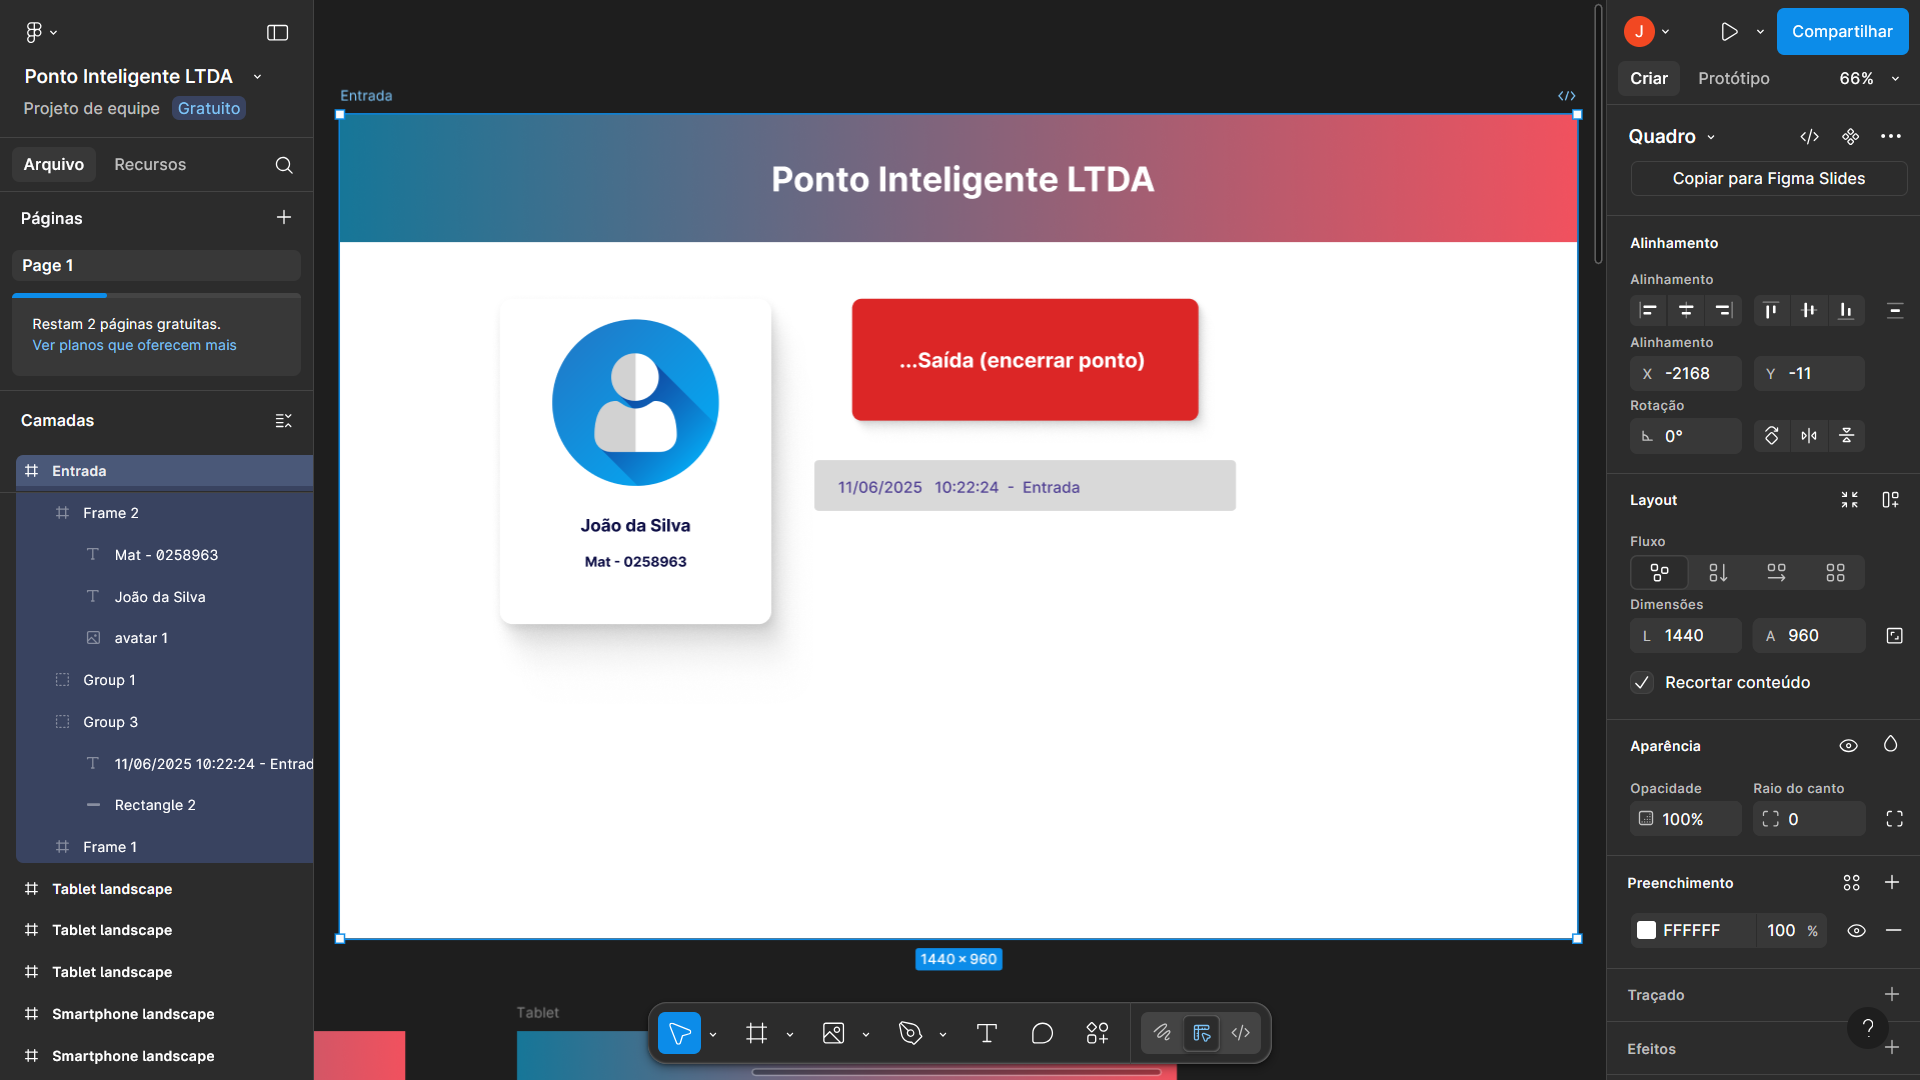 Ponto Inteligente LTDA
Projeto de equipe Gratuito
Arquivo Recursos
Páginas
Page 1
Restam 2 páginas gratuitas.
Ver planos que oferecem mais
Camadas
Entrada
Frame 2
Mat - 0258963
João da Silva
avatar 1
Group 1
Group 3
11/06/2025 10:22:24 - Entrad
Rectangle 2
Frame 1
Tablet landscape
Tablet landscape
Tablet landscape
Smartphone landscape
Smartphone landscape
Entrada
Ponto Inteligente LTDA
João da Silva
Mat - 0258963
...Saída (encerrar ponto)
11/06/2025 10:22:24 - Entrada
1440 × 960
Tablet
J
Compartilhar
Criar Protótipo 66%
Quadro
Copiar para Figma Slides
Alinhamento
Alinhamento
Alinhamento
X -2168 Y -11
Rotação
0°
Layout
Fluxo
Dimensões
L 1440 A 960
Recortar conteúdo
Aparência
Opacidade Raio do canto
100% 0
Preenchimento
FFFFFF 100 %
Traçado
?
Efeitos